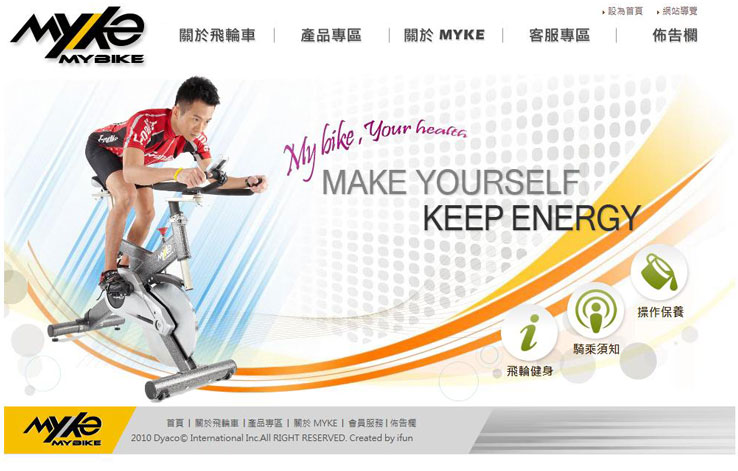 設為首頁 網站導覽
MYKE
MYBIKE
關於飛輪車 | 產品專區 | 關於 MYKE | 客服專區 | 佈告欄
My bike, Your health
MAKE YOURSELF
KEEP ENERGY
MYKE
操作保養
騎乘須知
飛輪健身
MYKE
MYBIKE
首頁 | 關於飛輪車 | 產品專區 | 關於 MYKE | 會員服務 | 佈告欄
2010 Dyaco© International Inc.All RIGHT RESERVED. Created by ifun